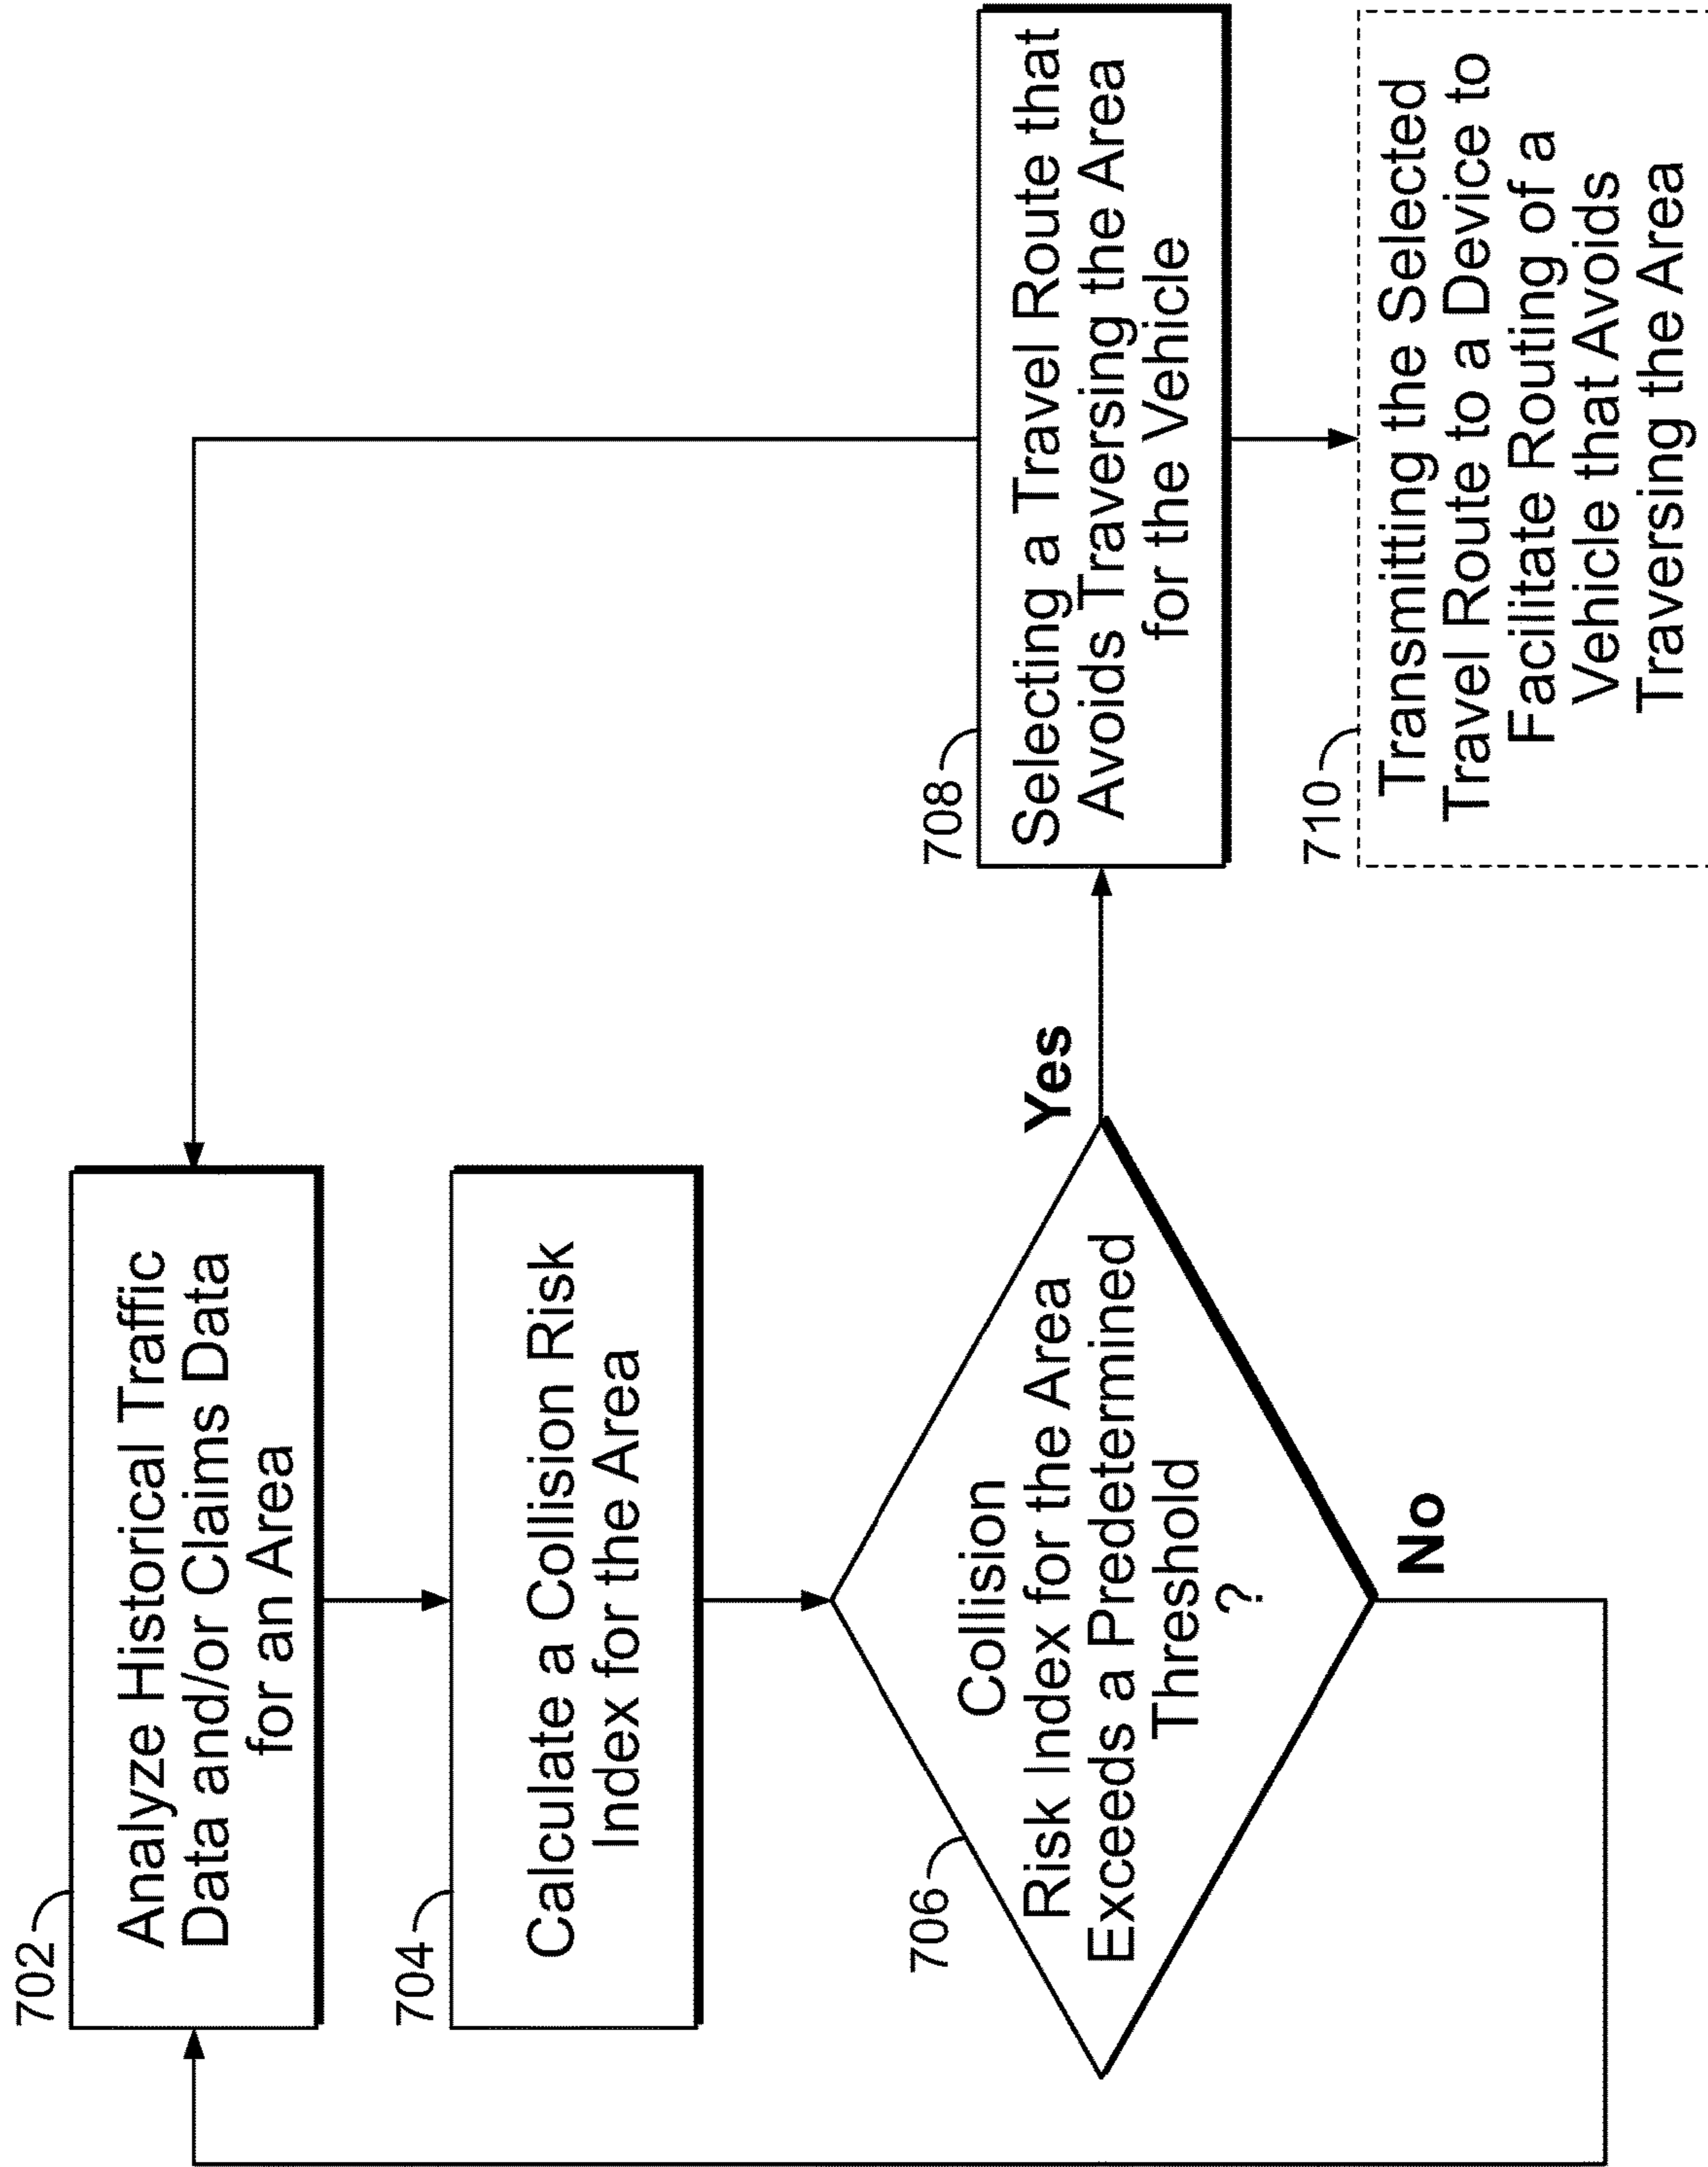 702
Analyze Historical Traffic
Data and/or Claims Data
for an Area
704
Calculate a Collision Risk
Index for the Area
706
Collision
Risk Index for the Area
Exceeds a Predetermined
Threshold
?
Yes
No
708
Selecting a Travel Route that
Avoids Traversing the Area
for the Vehicle
710
Transmitting the Selected
Travel Route to a Device to
Facilitate Routing of a
Vehicle that Avoids
Traversing the Area